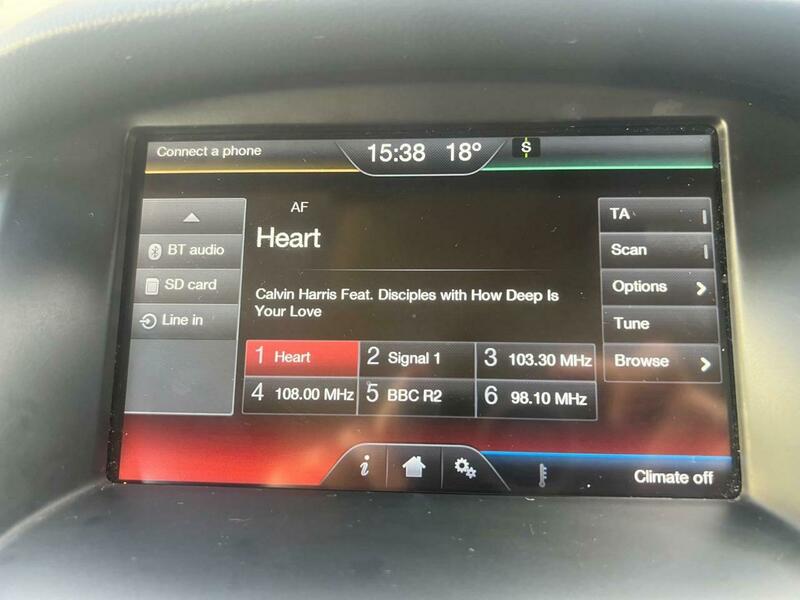 Connect a phone
15:38 18°
S
AF
Heart
BT audio
SD card
Line in
Calvin Harris Feat. Disciples with How Deep Is
Your Love
1 Heart
2 Signal 1
3 103.30 MHz
4 108.00 MHz
5 BBC R2
6 98.10 MHz
TA
Scan
Options
Tune
Browse
i
Climate off